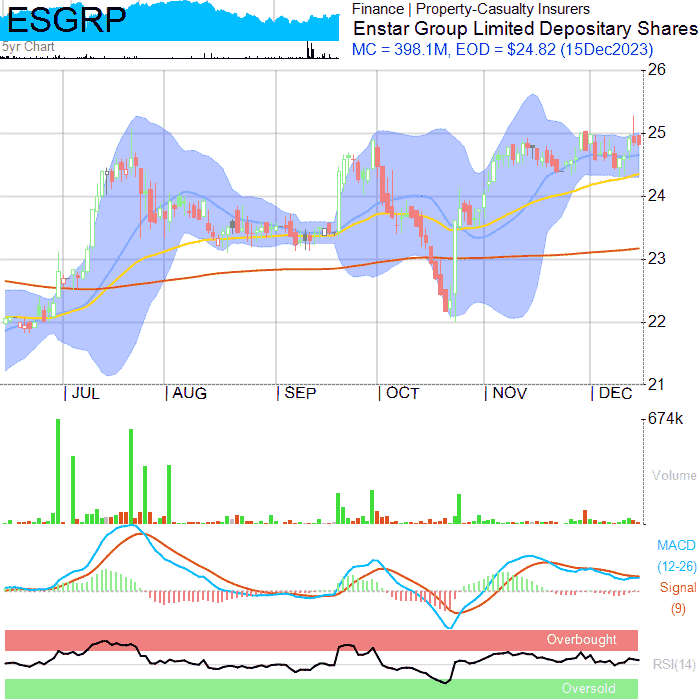 ESGRP
5yr Chart
Finance | Property-Casualty Insurers
Enstar Group Limited Depositary Shares
MC = 398.1M, EOD = $24.82 (15Dec2023)
26
25
24
23
22
21
JUL AUG SEP OCT NOV DEC
674k
Volume
MACD
(12-26)
Signal
(9)
Overbought
RSI(14)
Oversold